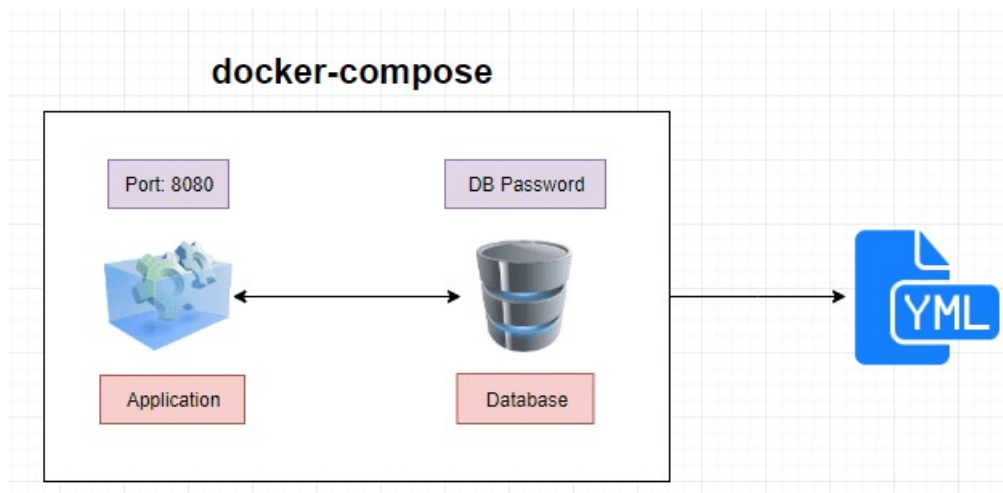 docker-compose
Port: 8080
DB Password
YML
Application
Database